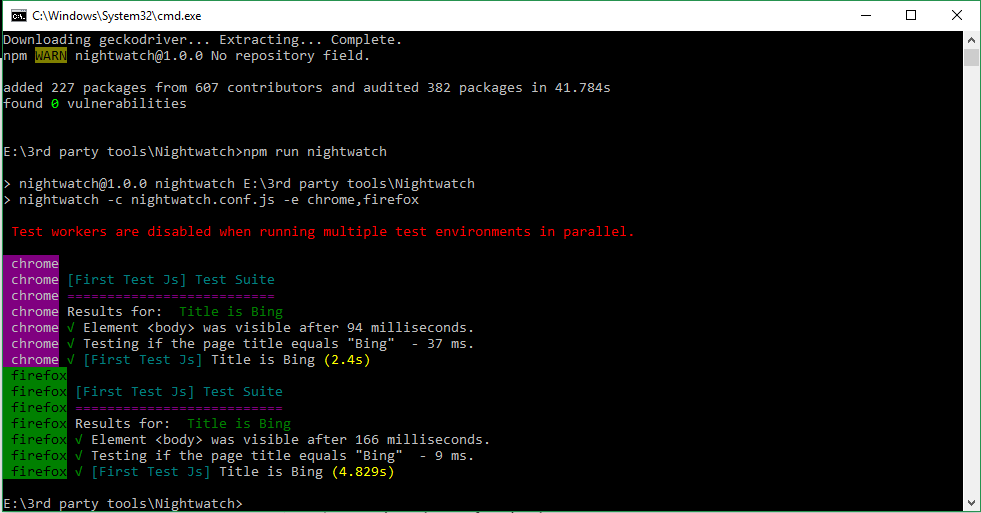 C:\Windows\System32\cmd.exe
Downloading geckodriver... Extracting... Complete.
npm WARN nightwatch@1.0.0 No repository field.
added 227 packages from 607 contributors and audited 382 packages in 41.784s
found 0 vulnerabilities
E:\3rd party tools\Nightwatch>npm run nightwatch
> nightwatch@1.0.0 nightwatch E:\3rd party tools\Nightwatch
> nightwatch -c nightwatch.conf.js -e chrome,firefox
Test workers are disabled when running multiple test environments in parallel.
chrome
chrome [First Test Js] Test Suite
chrome ==========================
chrome Results for:  Title is Bing
chrome √ Element <body> was visible after 94 milliseconds.
chrome √ Testing if the page title equals "Bing"  - 37 ms.
chrome √ [First Test Js] Title is Bing (2.4s)
firefox
firefox [First Test Js] Test Suite
firefox ==========================
firefox Results for:  Title is Bing
firefox √ Element <body> was visible after 166 milliseconds.
firefox √ Testing if the page title equals "Bing"  - 9 ms.
firefox √ [First Test Js] Title is Bing (4.829s)
E:\3rd party tools\Nightwatch>